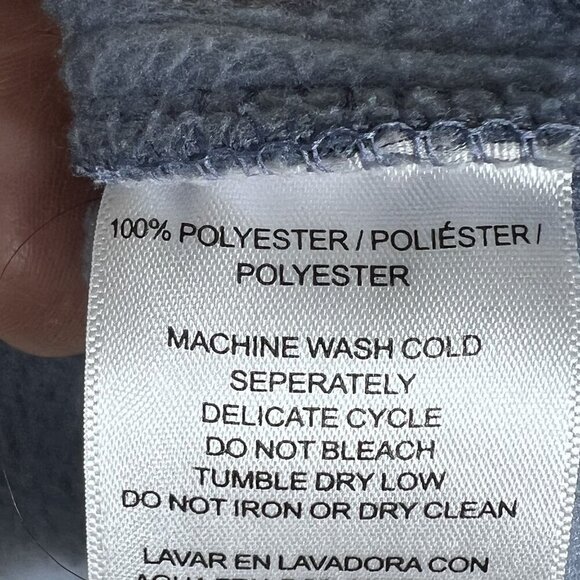 100% POLYESTER / POLIÉSTER /
POLYESTER
MACHINE WASH COLD
SEPERATELY
DELICATE CYCLE
DO NOT BLEACH
TUMBLE DRY LOW
DO NOT IRON OR DRY CLEAN
LAVAR EN LAVADORA CON